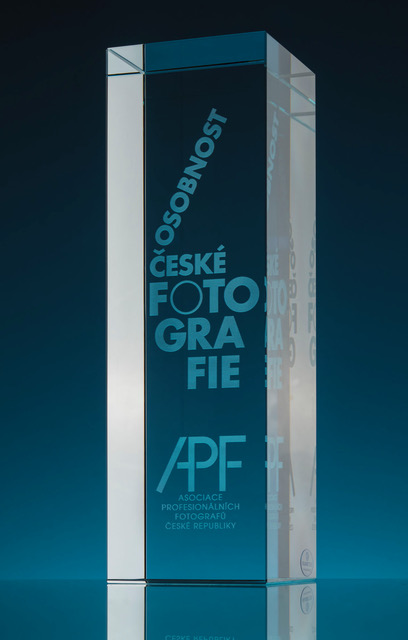 OSOBNOST
ČESKÉ
FOTO
GRA
FIE
APF
ASOCIACE
PROFESIONÁLNÍCH
FOTOGRAFŮ
ČESKÉ REPUBLIKY